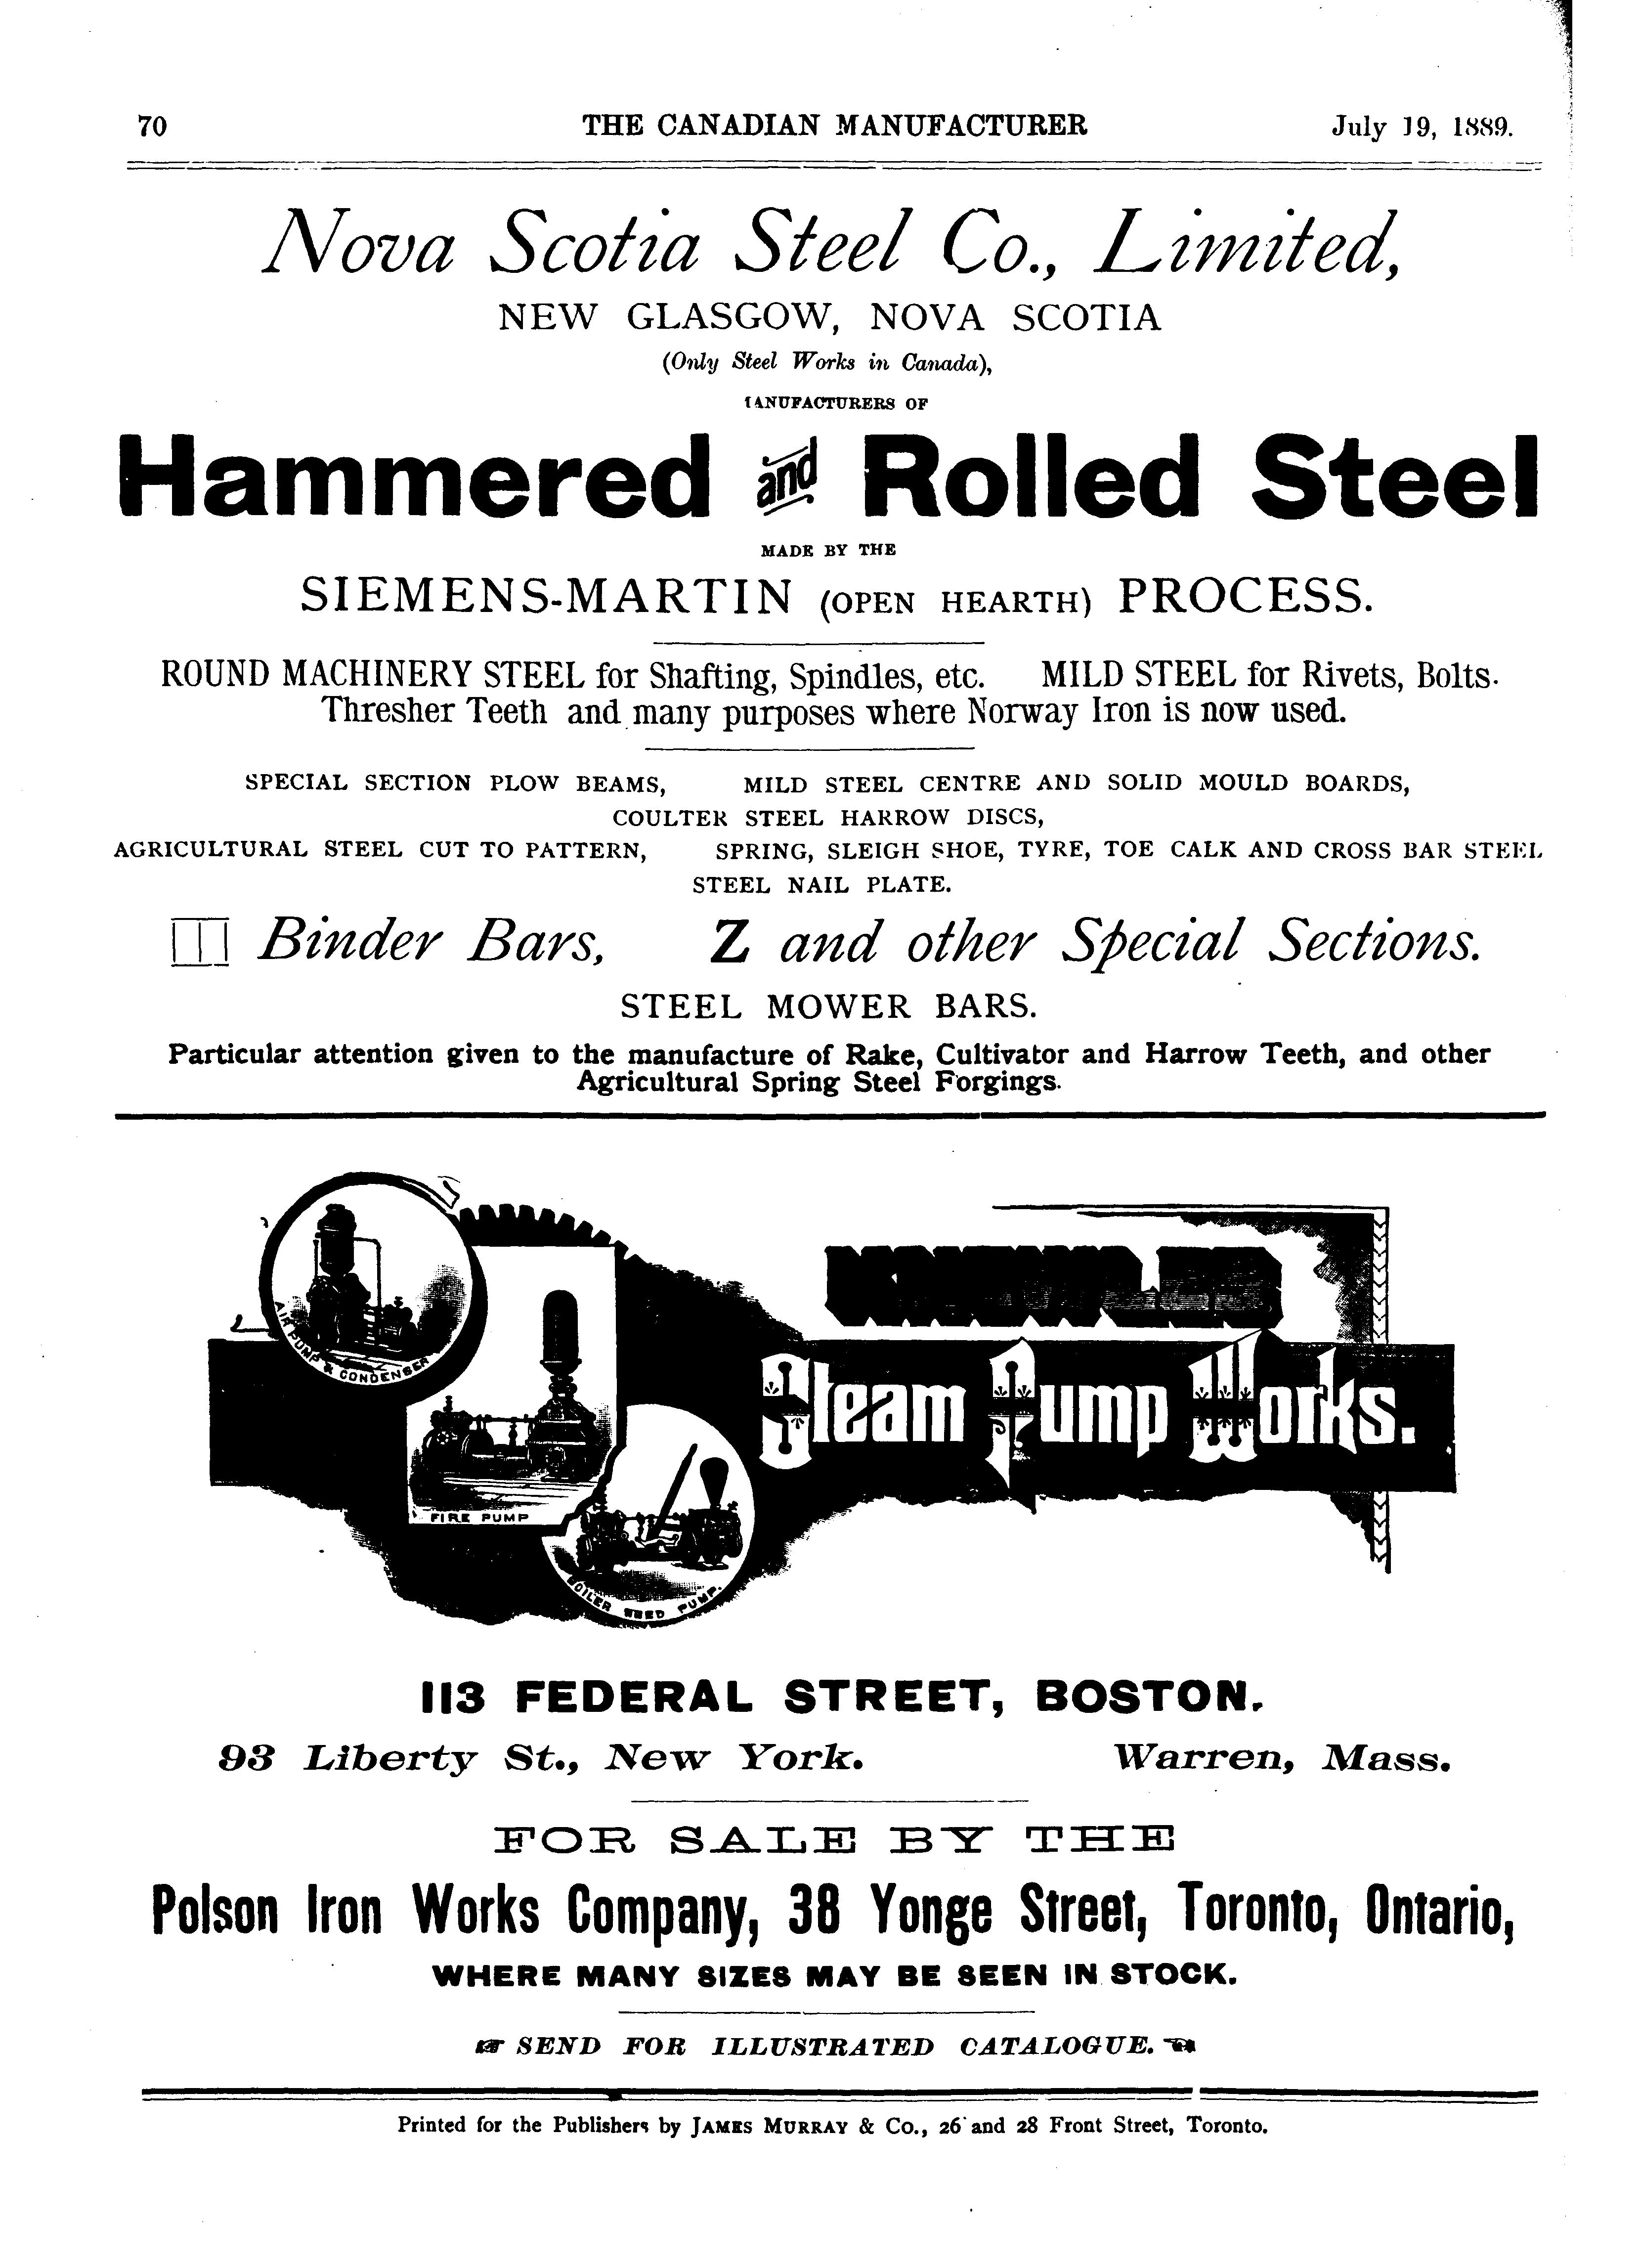 70 THE CANADIAN MANUFACTURER July 19, 1889.
Nova Scotia Steel Co., Limited,
NEW GLASGOW, NOVA SCOTIA
(Only Steel Works in Canada),
MANUFACTURERS OF
Hammered and Rolled Steel
MADE BY THE
SIEMENS-MARTIN (OPEN HEARTH) PROCESS.
ROUND MACHINERY STEEL for Shafting, Spindles, etc. MILD STEEL for Rivets, Bolts.
Thresher Teeth and many purposes where Norway Iron is now used.
SPECIAL SECTION PLOW BEAMS, MILD STEEL CENTRE AND SOLID MOULD BOARDS,
COULTER STEEL HARROW DISCS,
AGRICULTURAL STEEL CUT TO PATTERN, SPRING, SLEIGH SHOE, TYRE, TOE CALK AND CROSS BAR STEEL
STEEL NAIL PLATE.
Binder Bars, Z and other Special Sections.
STEEL MOWER BARS.
Particular attention given to the manufacture of Rake, Cultivator and Harrow Teeth, and other
Agricultural Spring Steel Forgings.
AIR PUMP & CONDENSER
FIRE PUMP
BOILER FEED PUMP.
Steam Pump Works.
113 FEDERAL STREET, BOSTON.
93 Liberty St., New York. Warren, Mass.
FOR SALE BY THE
Polson Iron Works Company, 38 Yonge Street, Toronto, Ontario,
WHERE MANY SIZES MAY BE SEEN IN STOCK.
☞ SEND FOR ILLUSTRATED CATALOGUE. ☜
Printed for the Publishers by JAMES MURRAY & Co., 26 and 28 Front Street, Toronto.